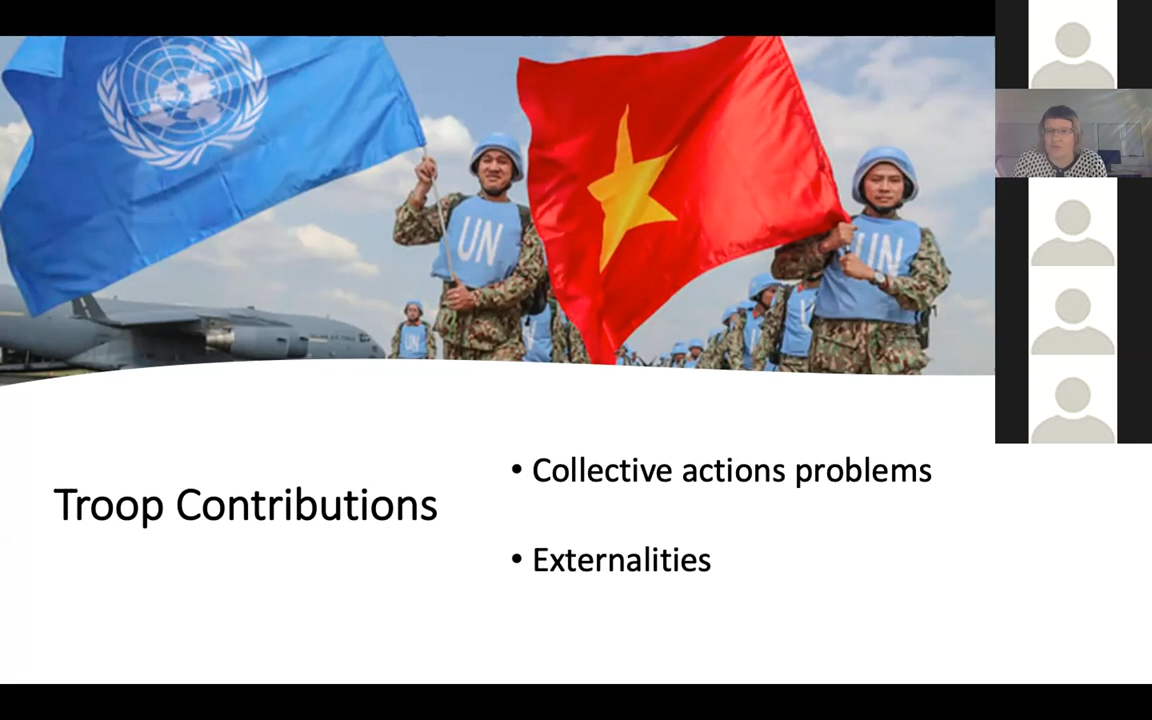 UN
UN
UN
Troop Contributions
• Collective actions problems
• Externalities